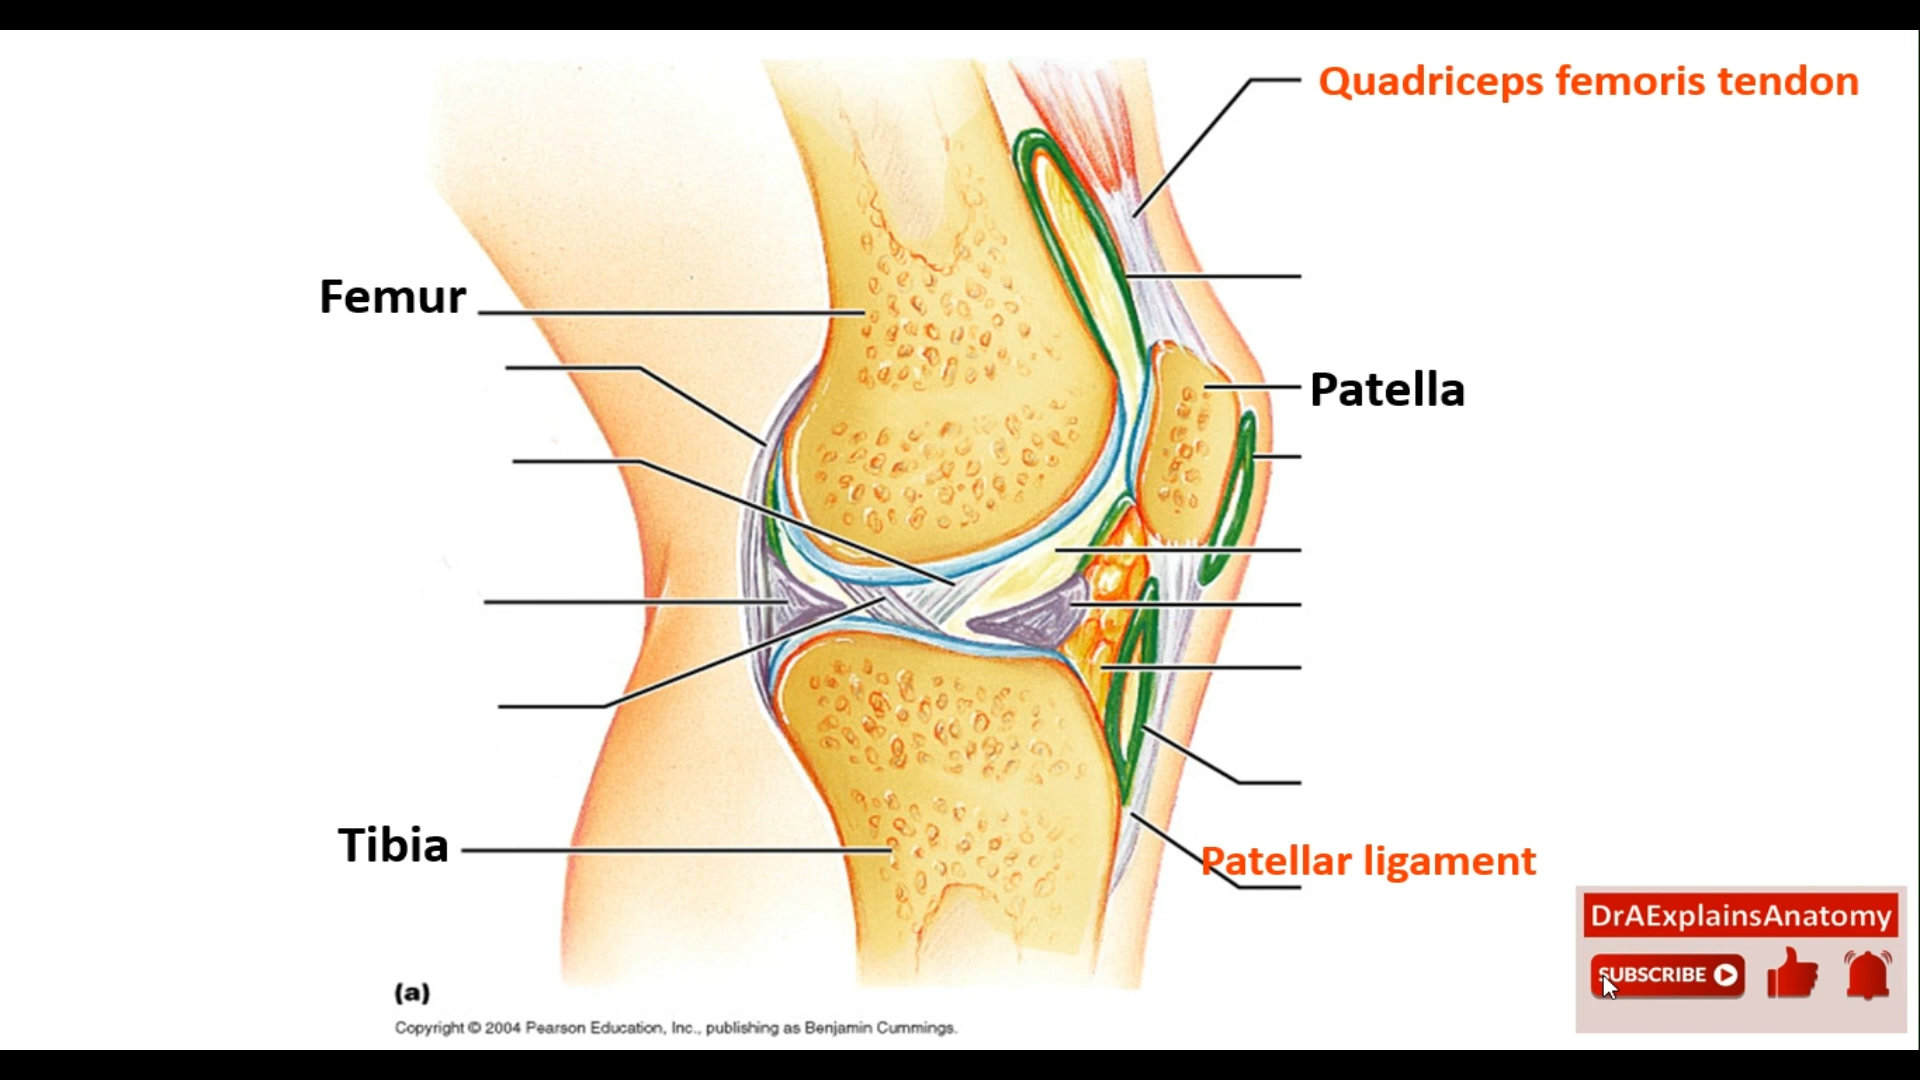 Quadriceps femoris tendon
Femur
Patella
Tibia
Patellar ligament
DrAExplainsAnatomy
SUBSCRIBE
(a)
Copyright © 2004 Pearson Education, Inc., publishing as Benjamin Cummings.